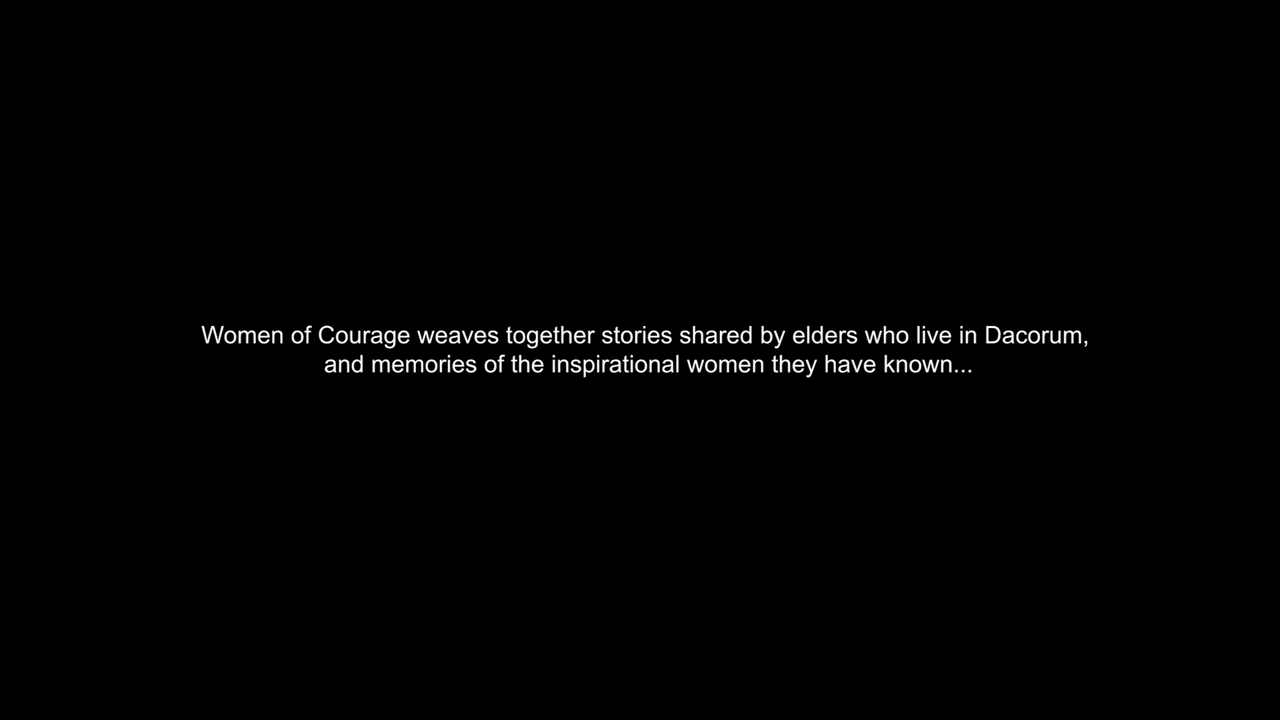 Women of Courage weaves together stories shared by elders who live in Dacorum,
and memories of the inspirational women they have known...